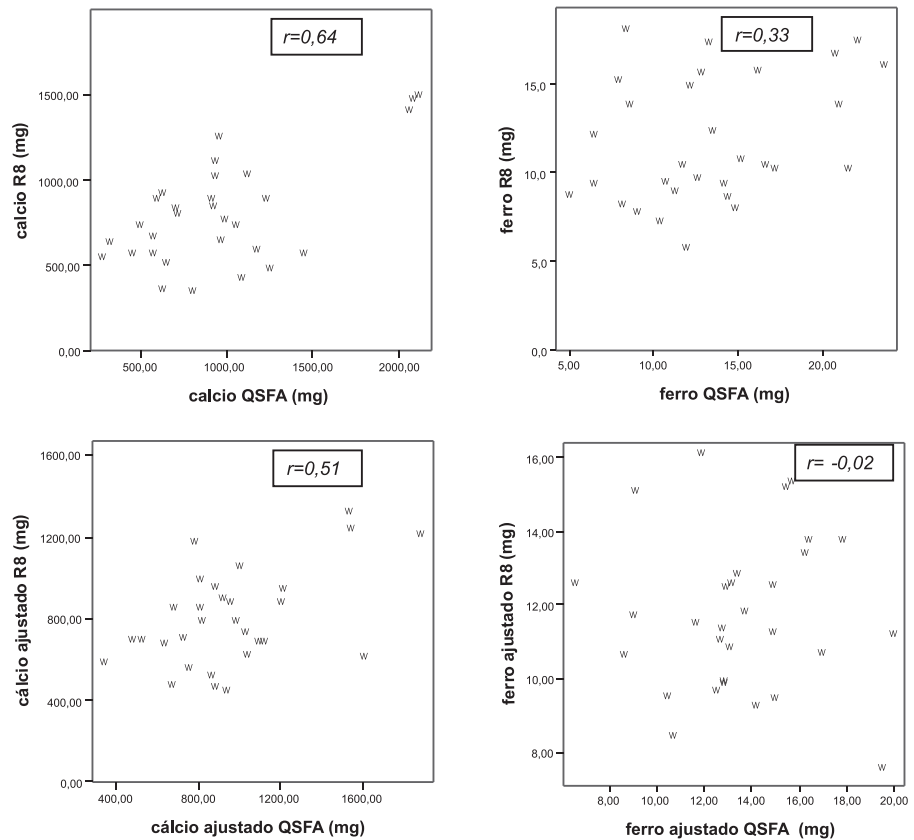 r=0,64
calcio R8 (mg)
1500,00
1000,00
500,00
0,00
500,00 1000,00 1500,00 2000,00
calcio QSFA (mg)
r=0,33
ferro R8 (mg)
15,0
10,0
5,0
0,0
5,00 10,00 15,00 20,00
ferro QSFA (mg)
r=0,51
cálcio ajustado R8 (mg)
1600,00
1200,00
800,00
400,00
0,00
400,00 800,00 1200,00 1600,00
cálcio ajustado QSFA (mg)
r= -0,02
ferro ajustado R8 (mg)
16,00
14,00
12,00
10,00
8,00
8,00 10,00 12,00 14,00 16,00 18,00 20,00
ferro ajustado QSFA (mg)